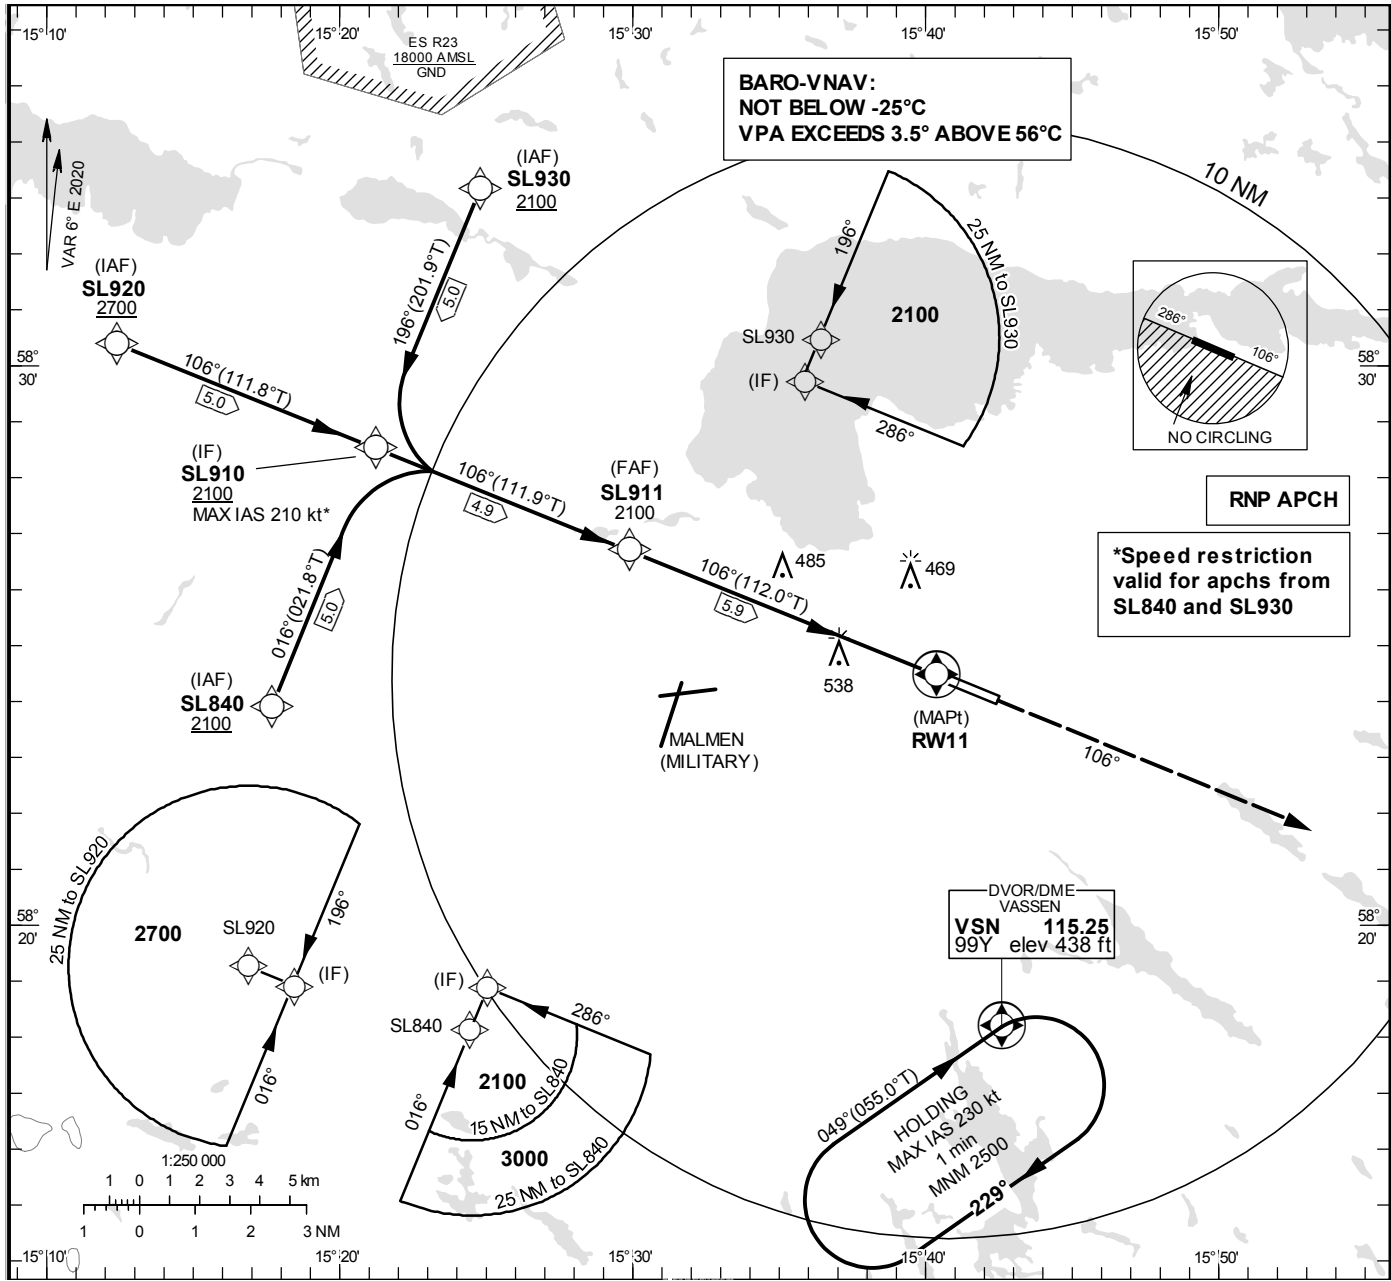 15°10'
15°20'
15°30'
15°40'
15°50'
ES R23
18000 AMSL
GND
BARO-VNAV:
NOT BELOW -25°C
VPA EXCEEDS 3.5° ABOVE 56°C
10 NM
VAR 6° E 2020
(IAF)
SL930
2100
196°(201.9°T)
5.0
(IAF)
SL920
2700
106°(111.8°T)
5.0
196°
25 NM to SL930
2100
SL930
(IF)
286°
286°
106°
NO CIRCLING
58°
30'
58°
30'
(IF)
SL910
2100
MAX IAS 210 kt*
106°(111.9°T)
4.9
(FAF)
SL911
2100
RNP APCH
*Speed restriction
valid for apchs from
SL840 and SL930
016°(021.8°T)
5.0
(IAF)
SL840
2100
106°(112.0°T)
5.9
485
469
538
(MAPt)
RW11
106°
MALMEN
(MILITARY)
25 NM to SL920
2700
SL920
196°
(IF)
016°
58°
20'
58°
20'
DVOR/DME
VASSEN
VSN 115.25
99Y elev 438 ft
(IF)
SL840
286°
016°
2100
15 NM to SL840
3000
25 NM to SL840
049°(055.0°T)
HOLDING
MAX IAS 230 kt
1 min
MNM 2500
229°
1:250 000
1 0 1 2 3 4 5 km
1 0 1 2 3 NM
15°10'
15°20'
15°30'
15°40'
15°50'